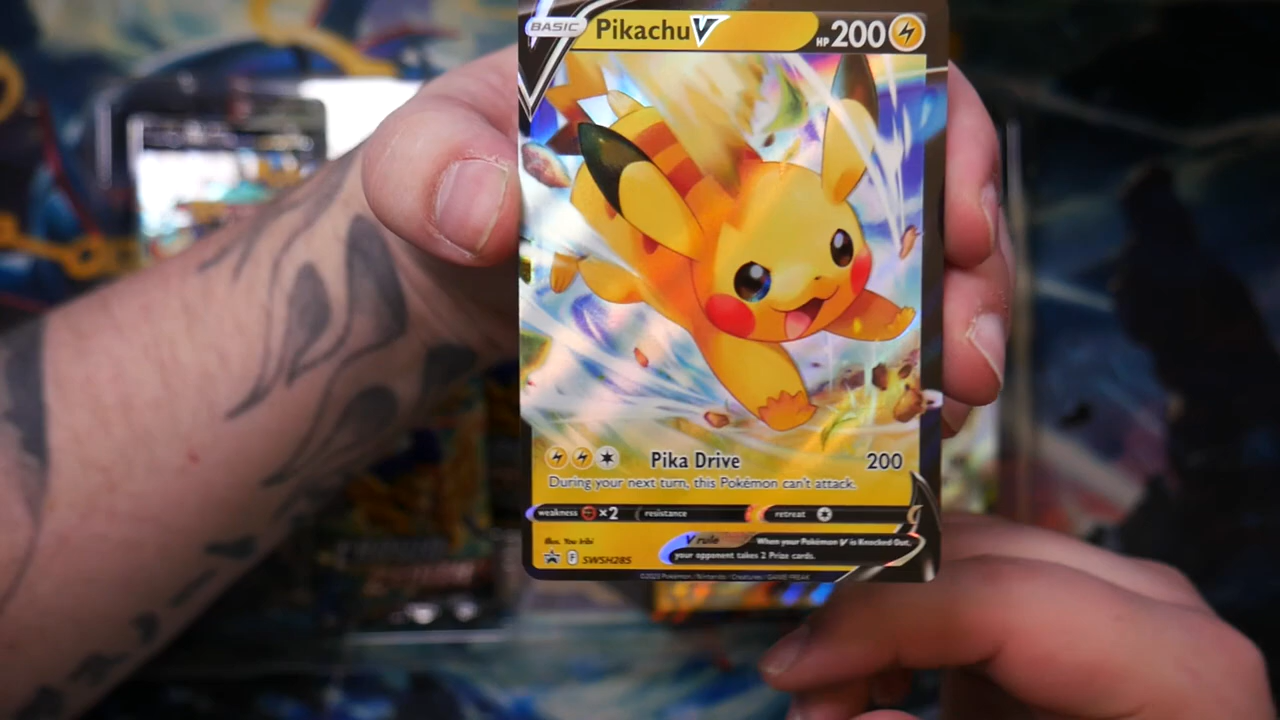 BASIC Pikachu V HP 200
Pika Drive 200
During your next turn, this Pokémon can't attack.
weakness ×2 resistance retreat
V rule When your Pokémon V is Knocked Out,
your opponent takes 2 Prize cards.
Illus. You Iribi
F SWSH285
©2023 Pokémon / Nintendo / Creatures / GAME FREAK